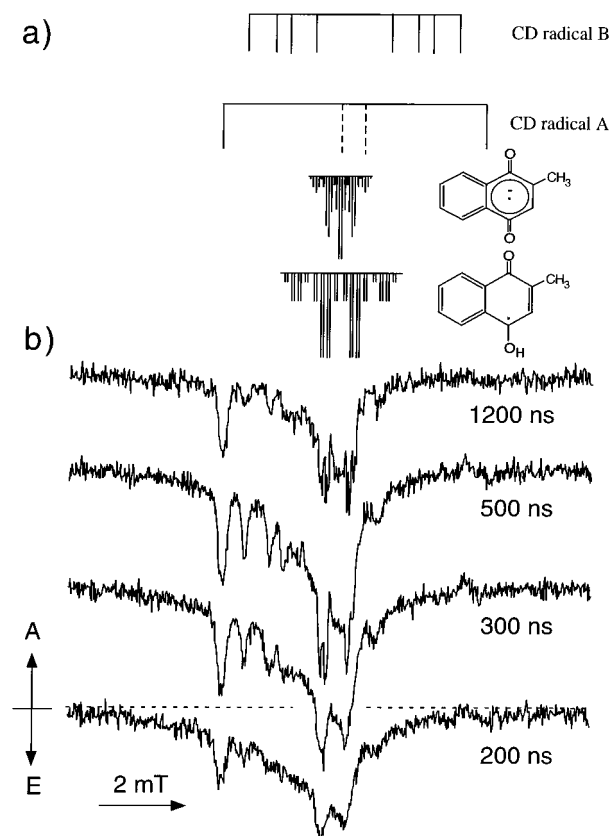 a)
CD radical B
CD radical A
O
CH₃
O
O
CH₃
OH
b)
1200 ns
500 ns
300 ns
A
200 ns
E
2 mT